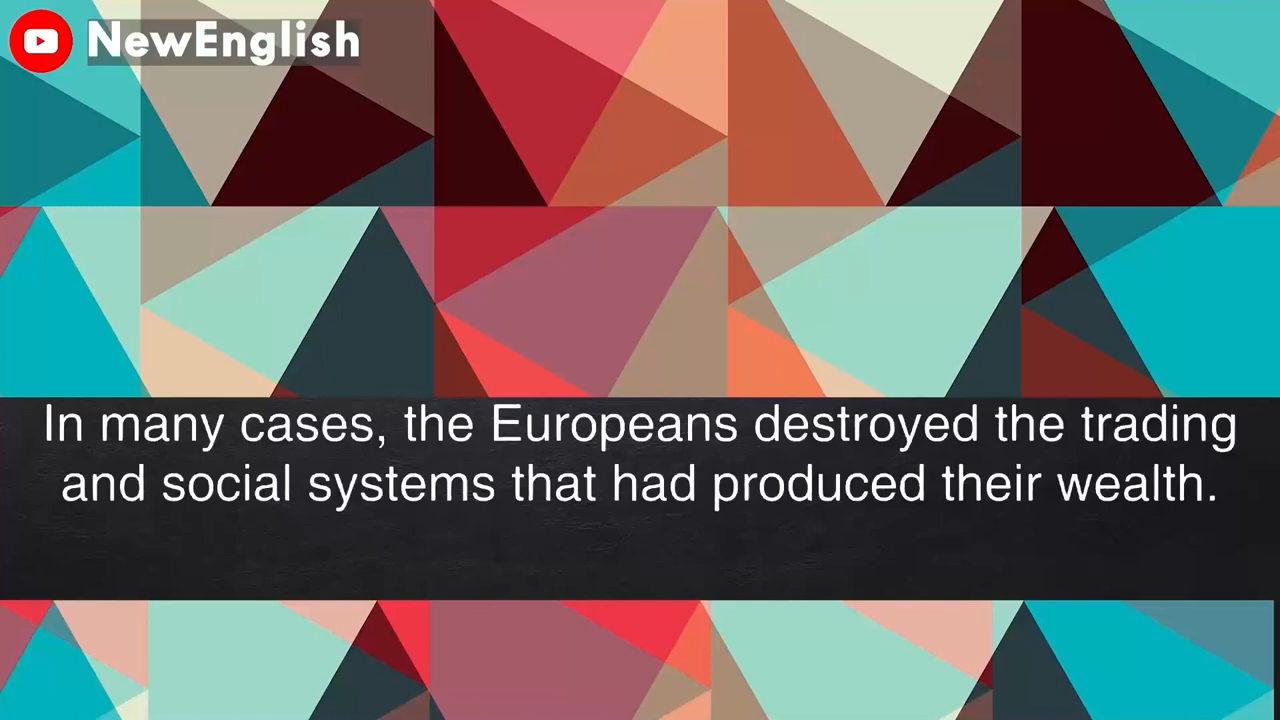 NewEnglish
In many cases, the Europeans destroyed the trading
and social systems that had produced their wealth.